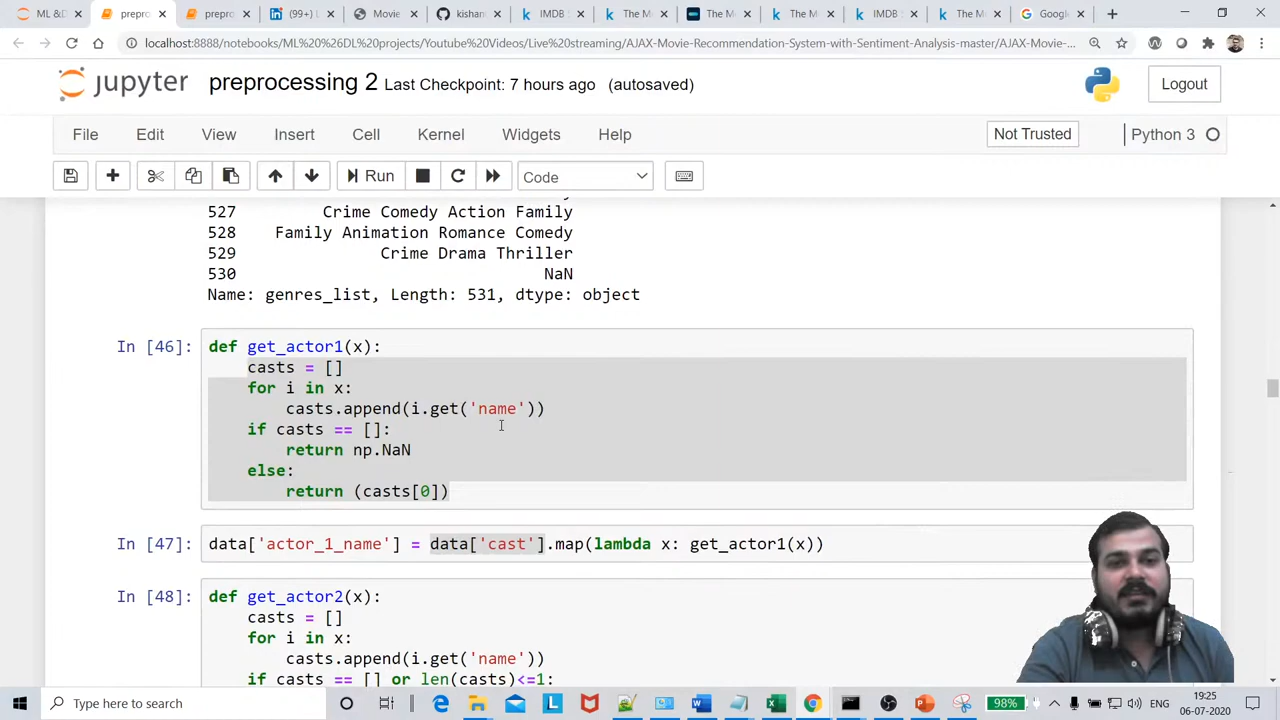 ML &D
prepro
prepro
(99+) L
Movie
kisham
IMDB S
The M
The M
The M
IMDB S
The M
Google
localhost:8888/notebooks/ML%20%26%20DL%20projects/Youtube%20Videos
live%20streaming/AJAX-Movie-Recommendation-System-with-Sentiment-Analysis-master/AJAX-Movie-...
jupyter preprocessing 2 Last Checkpoint: 7 hours ago (autosaved)
Logout
File Edit View Insert Cell Kernel Widgets Help
Not Trusted
Python 3
Run
Code
527 Crime Comedy Action Family
528 Family Animation Romance Comedy
529 Crime Drama Thriller
530 NaN
Name: genres_list, Length: 531, dtype: object
In [46]: def get_actor1(x):
casts = []
for i in x:
casts.append(i.get('name'))
if casts == []:
return np.NaN
else:
return (casts[0])
In [47]: data['actor_1_name'] = data['cast'].map(lambda x: get_actor1(x))
In [48]: def get_actor2(x):
casts = []
for i in x:
casts.append(i.get('name'))
if casts == [] or len(casts)<=1:
Type here to search
98%
ENG
19:25
06-07-2020